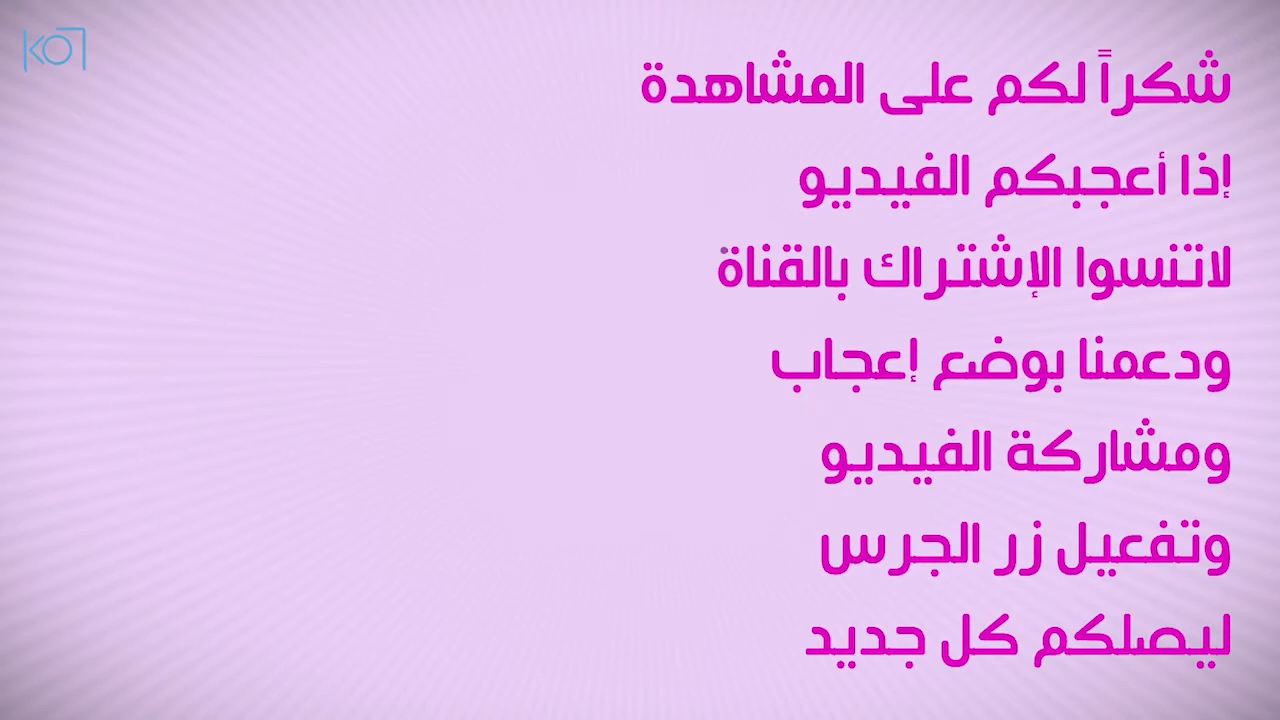 KO
شكراً لكم على المشاهدة
إذا أعجبكم الفيديو
لاتنسوا الإشتراك بالقناة
ودعمنا بوضع إعجاب
ومشاركة الفيديو
وتفعيل زر الجرس
ليصلكم كل جديد